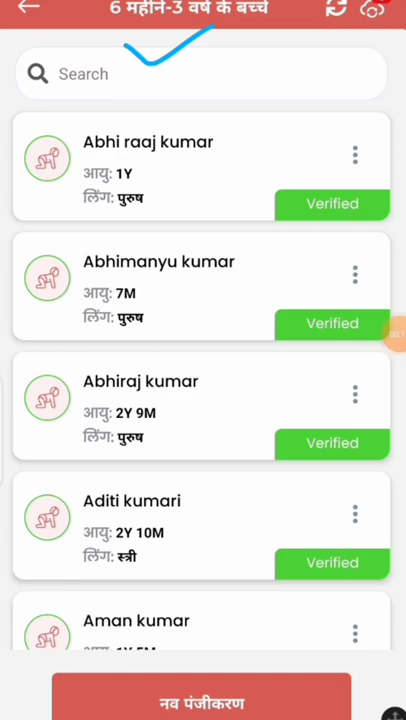 6 महीने-3 वर्ष के बच्चे
Search
Abhi raaj kumar
आयु: 1Y
लिंग: पुरुष
Verified
Abhimanyu kumar
आयु: 7M
लिंग: पुरुष
Verified
Abhiraj kumar
आयु: 2Y 9M
लिंग: पुरुष
Verified
Aditi kumari
आयु: 2Y 10M
लिंग: स्त्री
Verified
Aman kumar
नव पंजीकरण